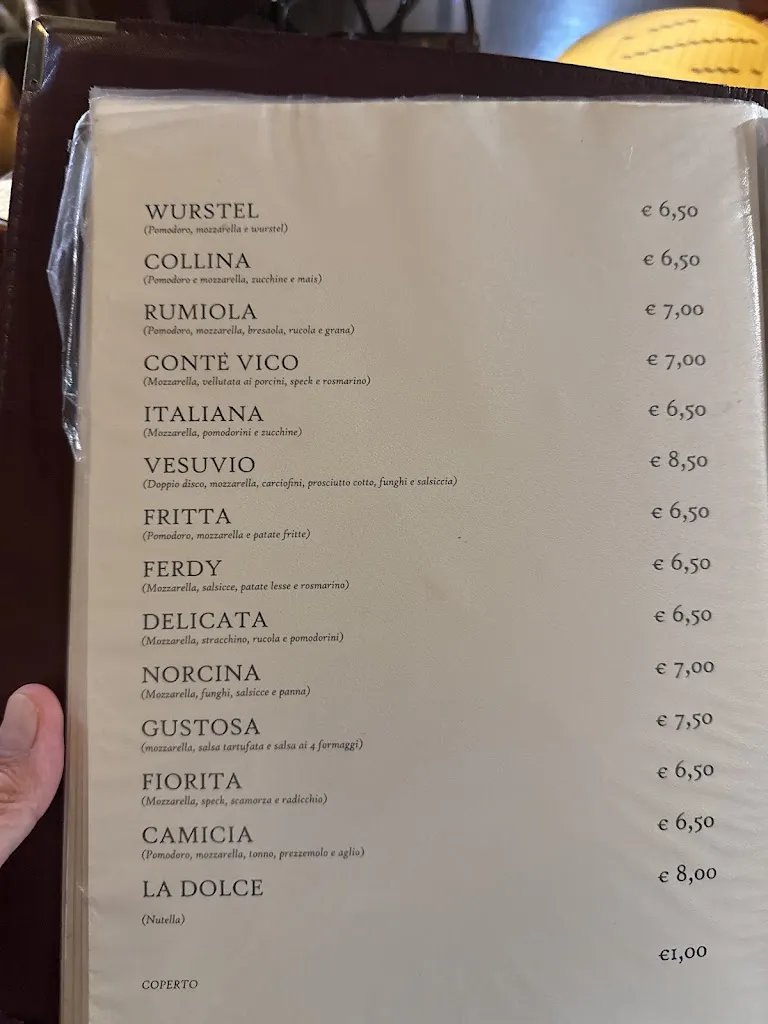 WURSTEL € 6,50
(Pomodoro, mozzarella e wurstel)
COLLINA € 6,50
(Pomodoro e mozzarella, zucchine e mais)
RUMIOLA € 7,00
(Pomodoro, mozzarella, bresaola, rucola e grana)
CONTÈ VICO € 7,00
(Mozzarella, vellutata ai porcini, speck e rosmarino)
ITALIANA € 6,50
(Mozzarella, pomodorini e zucchine)
VESUVIO € 8,50
(Doppio disco, mozzarella, carciofini, prosciutto cotto, funghi e salsiccia)
FRITTA € 6,50
(Pomodoro, mozzarella e patate fritte)
FERDY € 6,50
(Mozzarella, salsicce, patate lesse e rosmarino)
DELICATA € 6,50
(Mozzarella, stracchino, rucola e pomodorini)
NORCINA € 7,00
(Mozzarella, funghi, salsicce e panna)
GUSTOSA € 7,50
(mozzarella, salsa tartufata e salsa ai 4 formaggi)
FIORITA € 6,50
(Mozzarella, speck, scamorza e radicchio)
CAMICIA € 6,50
(Pomodoro, mozzarella, tonno, prezzemolo e aglio)
LA DOLCE € 8,00
(Nutella)
€1,00
COPERTO